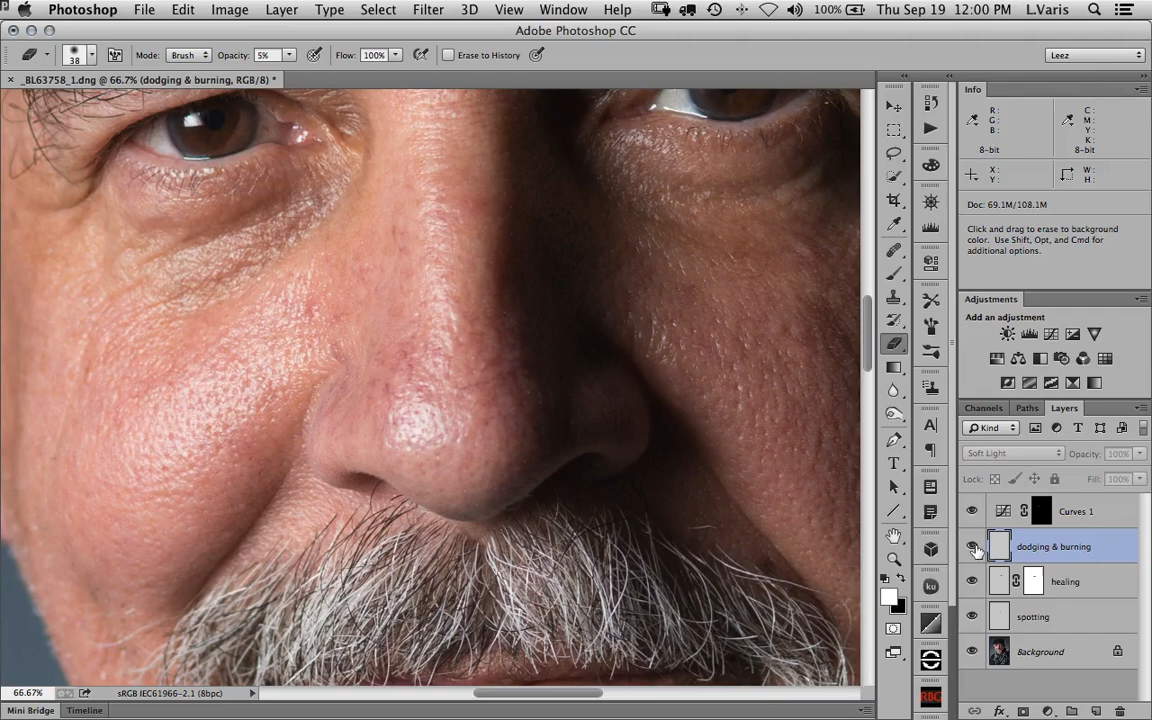 Photoshop File Edit Image Layer Type Select Filter 3D View Window Help 100% Thu Sep 19 12:00 PM L.Varis
Adobe Photoshop CC
38 Mode: Brush Opacity: 5% Flow: 100% Erase to History Leez
_BL63758_1.dng @ 66.7% (dodging & burning, RGB/8) *
Info
R: C:
G: M:
B: Y:
K:
8-bit 8-bit
X: W:
Y: H:
Doc: 69.1M/108.1M
Click and drag to erase to background
color. Use Shift, Opt, and Cmd for
additional options.
Adjustments
Add an adjustment
Channels Paths Layers
Kind
Soft Light Opacity: 100%
Lock: Fill: 100%
Curves 1
dodging & burning
healing
spotting
Background
ku
RBG
fx
66.67% sRGB IEC61966-2.1 (8bpc)
Mini Bridge Timeline